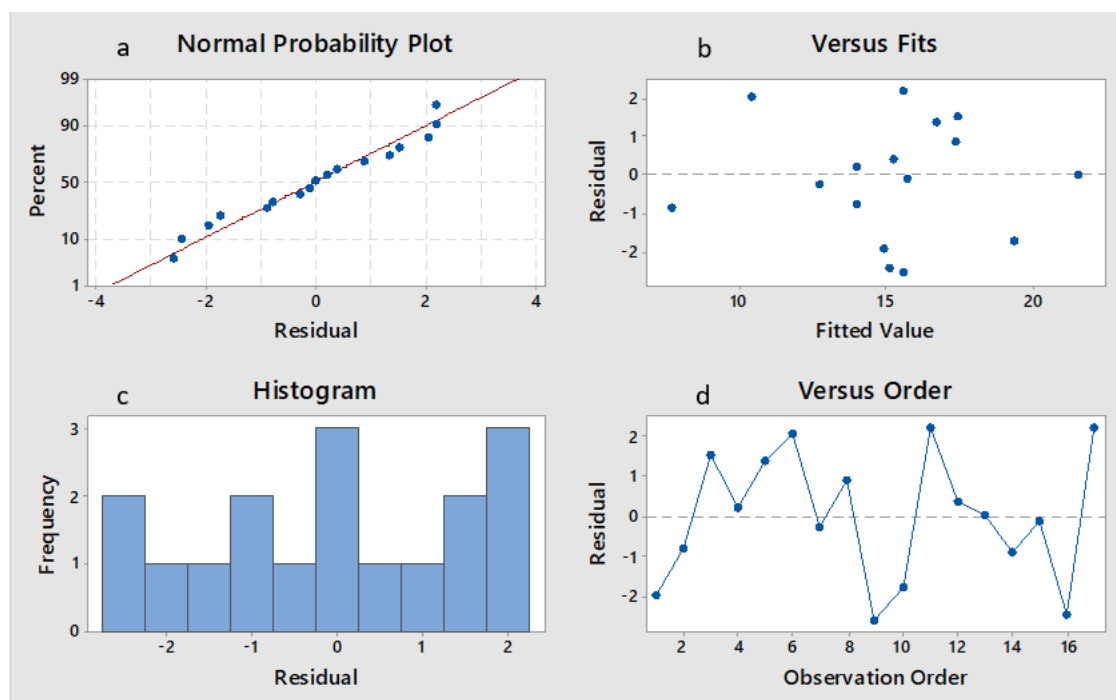 a Normal Probability Plot
99
90
50
10
1
Percent
-4 -2 0 2 4
Residual
b Versus Fits
2
1
0
-1
-2
Residual
10 15 20
Fitted Value
c Histogram
3
2
1
0
Frequency
-2 -1 0 1 2
Residual
d Versus Order
2
1
0
-1
-2
Residual
2 4 6 8 10 12 14 16
Observation Order